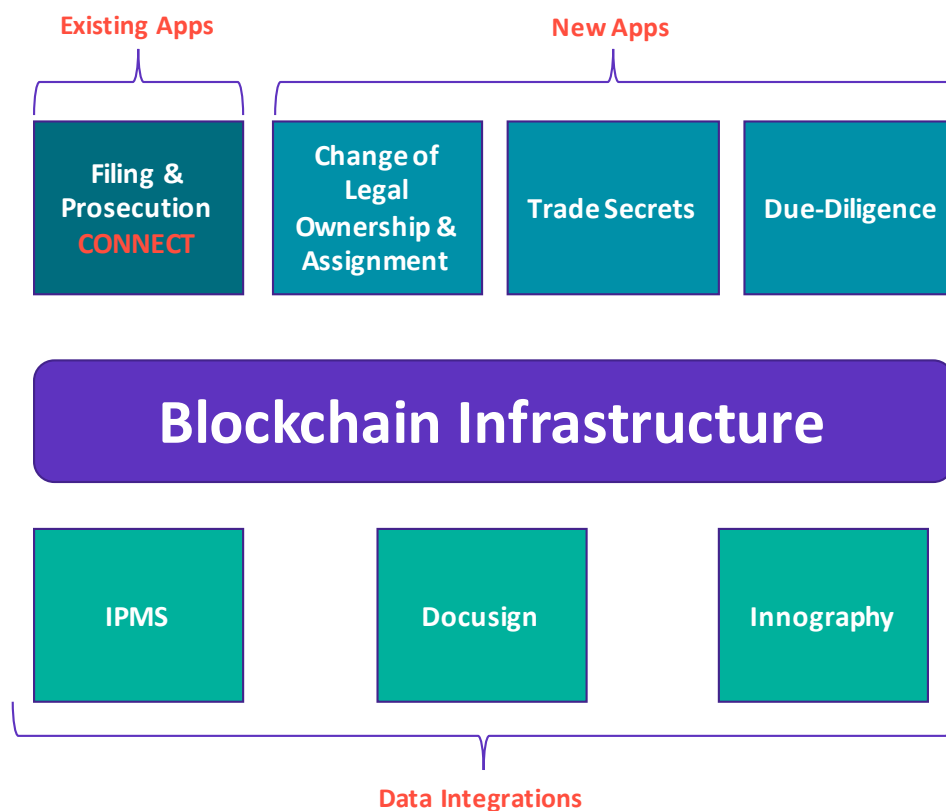 Existing Apps
New Apps
Filing &
Prosecution
CONNECT
Change of
Legal
Ownership &
Assignment
Trade Secrets
Due-Diligence
Blockchain Infrastructure
IPMS
Docusign
Innography
Data Integrations